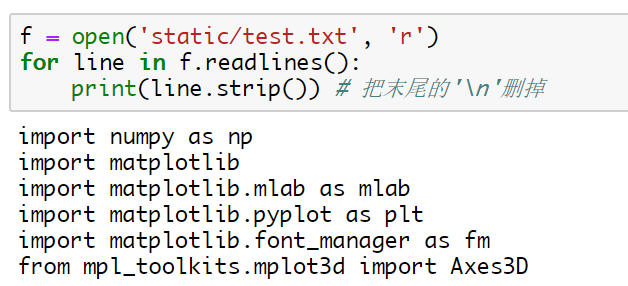 f = open('static/test.txt', 'r')
for line in f.readlines():
    print(line.strip()) # 把末尾的'\n'删掉
import numpy as np
import matplotlib
import matplotlib.mlab as mlab
import matplotlib.pyplot as plt
import matplotlib.font_manager as fm
from mpl_toolkits.mplot3d import Axes3D